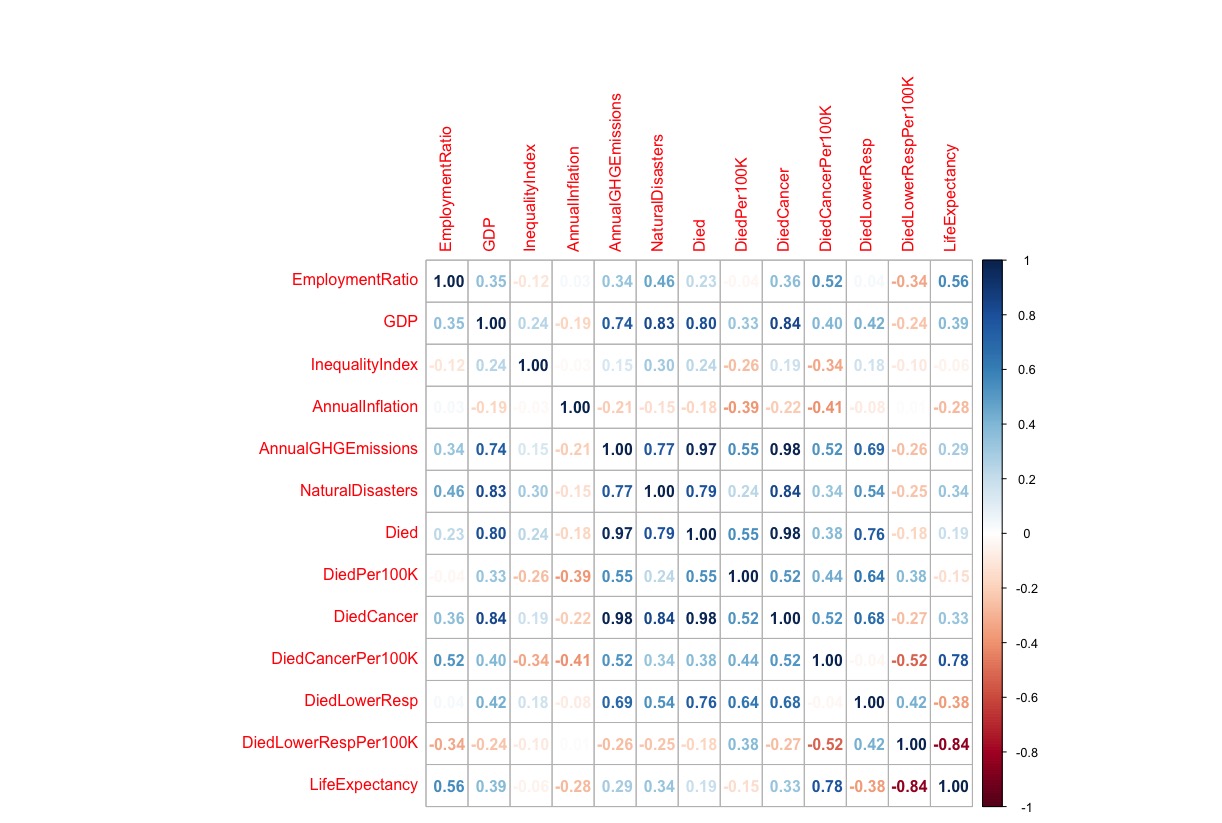 EmploymentRatio
GDP
InequalityIndex
AnnualInflation
AnnualGHGEmissions
NaturalDisasters
Died
DiedPer100K
DiedCancer
DiedCancerPer100K
DiedLowerResp
DiedLowerRespPer100K
LifeExpectancy
EmploymentRatio 1.00 0.35 -0.12 0.03 0.34 0.46 0.23 -0.04 0.36 0.52 0.04 -0.34 0.56
GDP 0.35 1.00 0.24 -0.19 0.74 0.83 0.80 0.33 0.84 0.40 0.42 -0.24 0.39
InequalityIndex -0.12 0.24 1.00 0.15 0.30 0.24 -0.26 0.19 -0.34 0.18 -0.10 -0.06
AnnualInflation 0.03 -0.19 1.00 -0.21 -0.15 -0.18 -0.39 -0.22 -0.41 -0.08 -0.28
AnnualGHGEmissions 0.34 0.74 0.15 -0.21 1.00 0.77 0.97 0.55 0.98 0.52 0.69 -0.26 0.29
NaturalDisasters 0.46 0.83 0.30 -0.15 0.77 1.00 0.79 0.24 0.84 0.34 0.54 -0.25 0.34
Died 0.23 0.80 0.24 -0.18 0.97 0.79 1.00 0.55 0.98 0.38 0.76 -0.18 0.19
DiedPer100K -0.04 0.33 -0.26 -0.39 0.55 0.24 0.55 1.00 0.52 0.44 0.64 0.38 -0.15
DiedCancer 0.36 0.84 0.19 -0.22 0.98 0.84 0.98 0.52 1.00 0.52 0.68 -0.27 0.33
DiedCancerPer100K 0.52 0.40 -0.34 -0.41 0.52 0.34 0.38 0.44 0.52 1.00 -0.04 -0.52 0.78
DiedLowerResp 0.04 0.42 0.18 -0.08 0.69 0.54 0.76 0.64 0.68 -0.04 1.00 0.42 -0.38
DiedLowerRespPer100K -0.34 -0.24 -0.10 -0.26 -0.25 -0.18 0.38 -0.27 -0.52 0.42 1.00 -0.84
LifeExpectancy 0.56 0.39 -0.06 -0.28 0.29 0.34 0.19 -0.15 0.33 0.78 -0.38 -0.84 1.00
1
0.8
0.6
0.4
0.2
0
-0.2
-0.4
-0.6
-0.8
-1